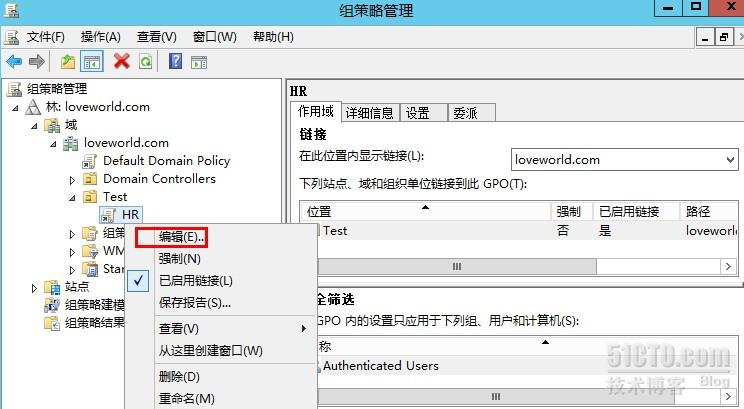 组策略管理
文件(F) 操作(A) 查看(V) 窗口(W) 帮助(H)
组策略管理
林: loveworld.com
域
loveworld.com
Default Domain Policy
Domain Controllers
Test
HR
组策
WM
Star
站点
组策略建模
组策略结果
编辑(E)...
强制(N)
已启用链接(L)
保存报告(S)...
查看(V)
从这里创建窗口(W)
删除(D)
重命名(M)
HR
作用域 详细信息 设置 委派
链接
在此位置内显示链接(L): loveworld.com
下列站点、域和组织单位链接到此 GPO(T):
位置 强制 已启用链接 路径
Test 否 是 loveworl
全筛选
GPO 内的设置只应用于下列组、用户和计算机(S):
称
Authenticated Users
51CTO.com
技术博客 Blog